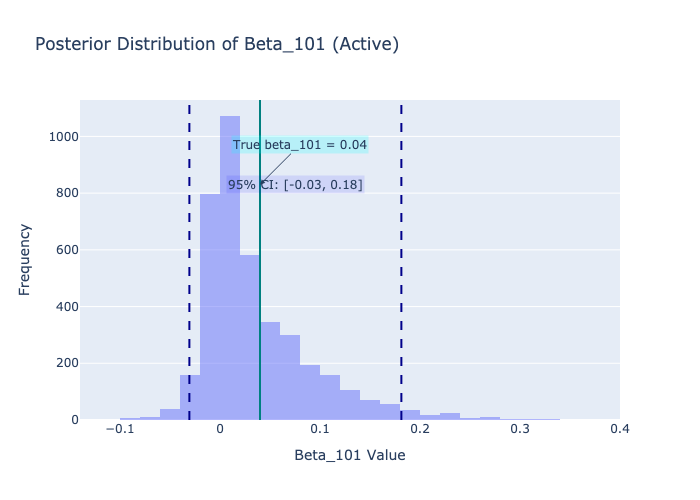 Posterior Distribution of Beta_101 (Active)
True beta_101 = 0.04
95% CI: [-0.03, 0.18]
Frequency
1000
800
600
400
200
0
−0.1 0 0.1 0.2 0.3 0.4
Beta_101 Value